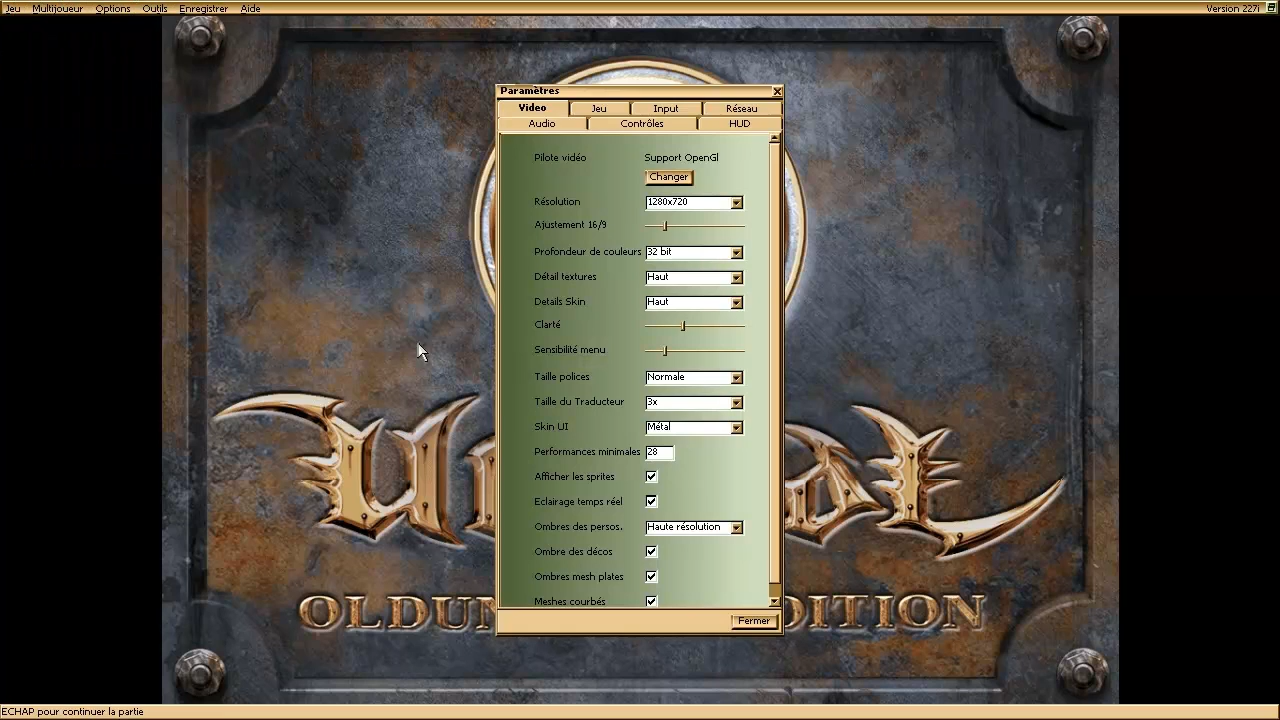 Jeu Multijoueur Options Outils Enregistrer Aide Version 227i
Paramètres
Video Jeu Input Réseau
Audio Contrôles HUD
Pilote vidéo Support OpenGl
Changer
Résolution 1280x720
Ajustement 16/9
Profondeur de couleurs 32 bit
Détail textures Haut
Details Skin Haut
Clarté
Sensibilité menu
Taille polices Normale
Taille du Traducteur 3x
Skin UI Métal
Performances minimales 28
Afficher les sprites
Eclairage temps réel
Ombres des persos. Haute résolution
Ombre des décos
Ombres mesh plates
Meshes courbés
Fermer
ECHAP pour continuer la partie